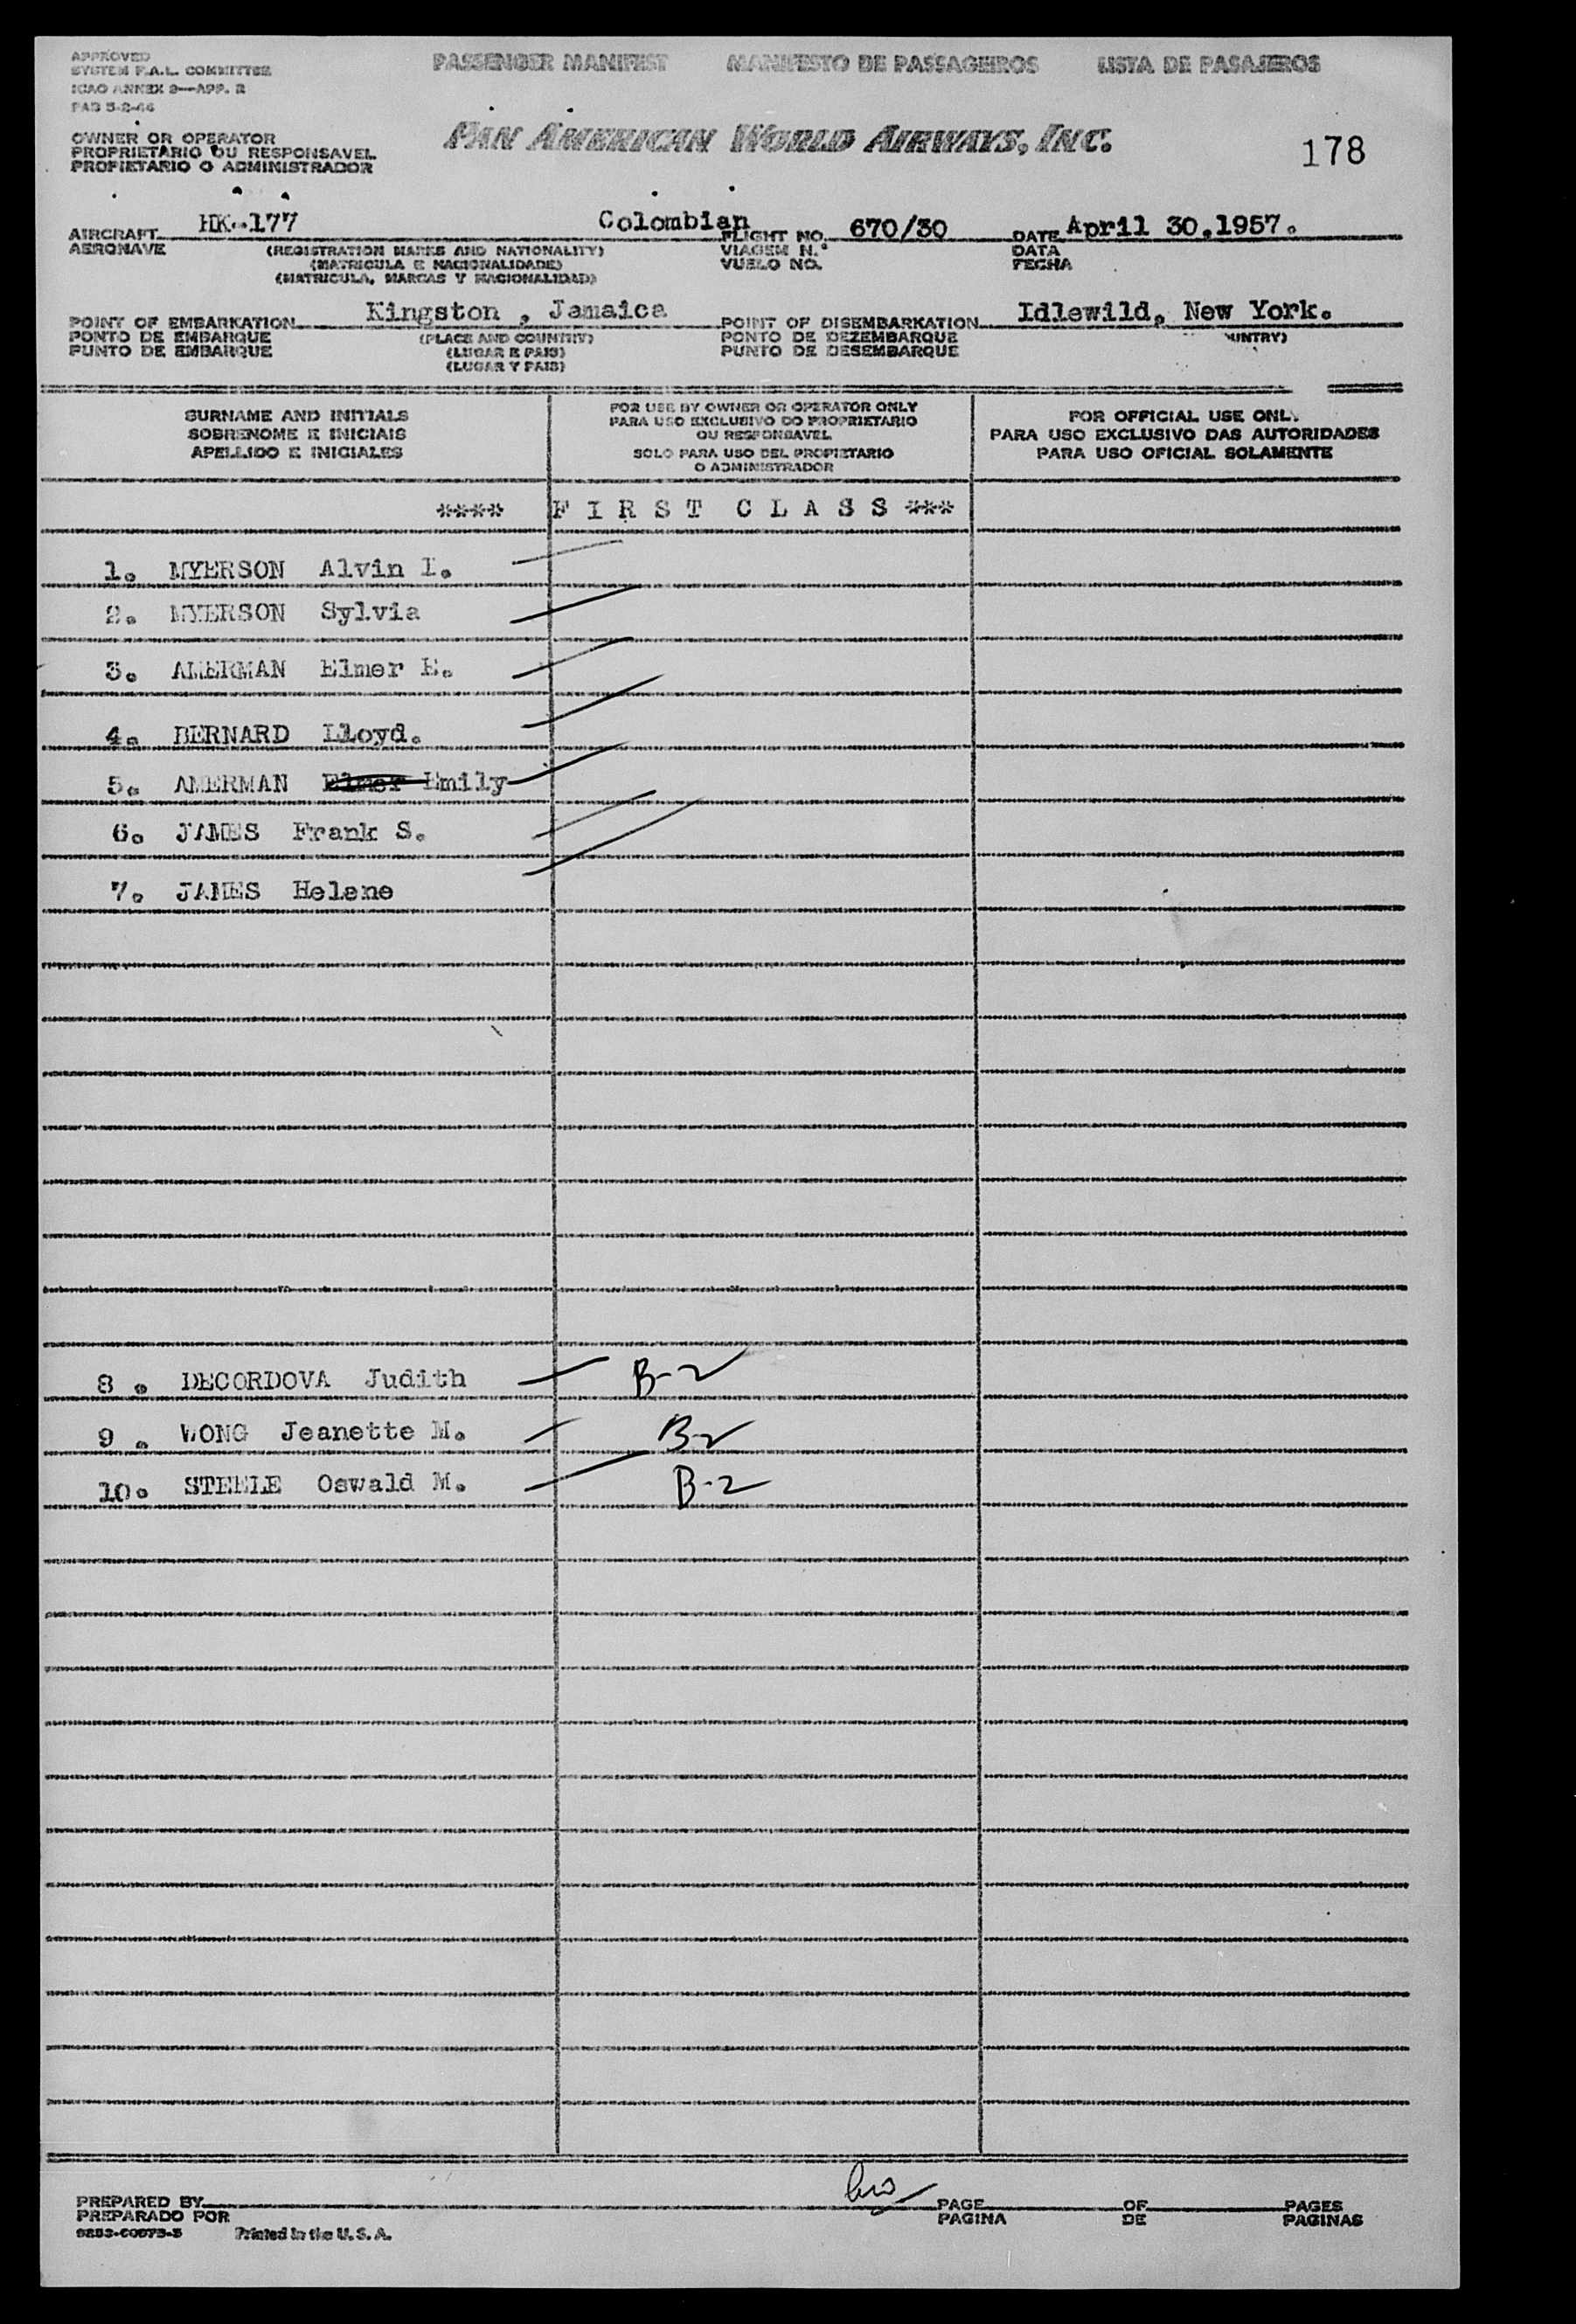 APPROVED
SYSTEM F.A.L. COMMITTEE
ICAO ANNEX 9—APP. R
PAD 5-2-46
PASSENGER MANIFEST MANIFESTO DE PASSAGEIROS LISTA DE PASAJEROS
OWNER OR OPERATOR
PROPRIETARIO OU RESPONSAVEL
PROPIETARIO O ADMINISTRADOR
PAN AMERICAN WORLD AIRWAYS, INC.
178
AIRCRAFT HK-177 Colombian FLIGHT NO. 670/30 DATE April 30,1957.
AERONAVE (REGISTRATION MARKS AND NATIONALITY) VIAGEM N.º DATA
(MATRICULA E NACIONALIDADE) VUELO NO. FECHA
(MATRICULA, MARCAS Y NACIONALIDAD)
POINT OF EMBARKATION Kingston , Jamaica POINT OF DISEMBARKATION Idlewild, New York.
PONTO DE EMBARQUE (PLACE AND COUNTRY) PONTO DE DEZEMBARQUE UNTRY)
PUNTO DE EMBARQUE (LUGAR E PAIS) PUNTO DE DESEMBARQUE
(LUGAR Y PAIS)
SURNAME AND INITIALS
SOBRENOME E INICIAIS
APELLIDO E INICIALES
FOR USE BY OWNER OR OPERATOR ONLY
PARA USO EXCLUSIVO DO PROPRIETARIO
OU RESPONSAVEL
SOLO PARA USO DEL PROPIETARIO
O ADMINISTRADOR
FOR OFFICIAL USE ONL
PARA USO EXCLUSIVO DAS AUTORIDADES
PARA USO OFICIAL SOLAMENTE
**** F I R S T C L A S S ***
1. MYERSON Alvin I.
2. MYERSON Sylvia
3. AMERMAN Elmer E.
4. BERNARD Lloyd.
5. AMERMAN Elmer Emily
6. JAMES Frank S.
7. JAMES Helene
8 . DECORDOVA Judith B-2
9 . WONG Jeanette M. B-2
10. STEELE Oswald M. B-2
PREPARED BY PAGE OF PAGES
PREPARADO POR PAGINA DE PAGINAS
Printed in the U. S. A.